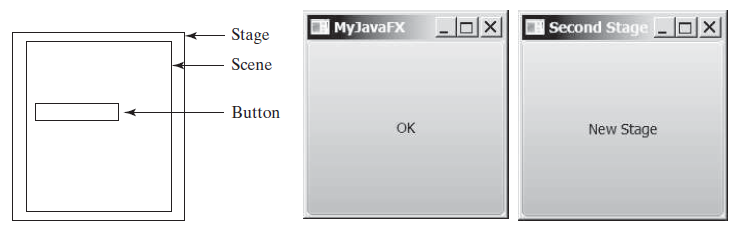 Stage
Scene
Button
MyJavaFX
OK
Second Stage
New Stage